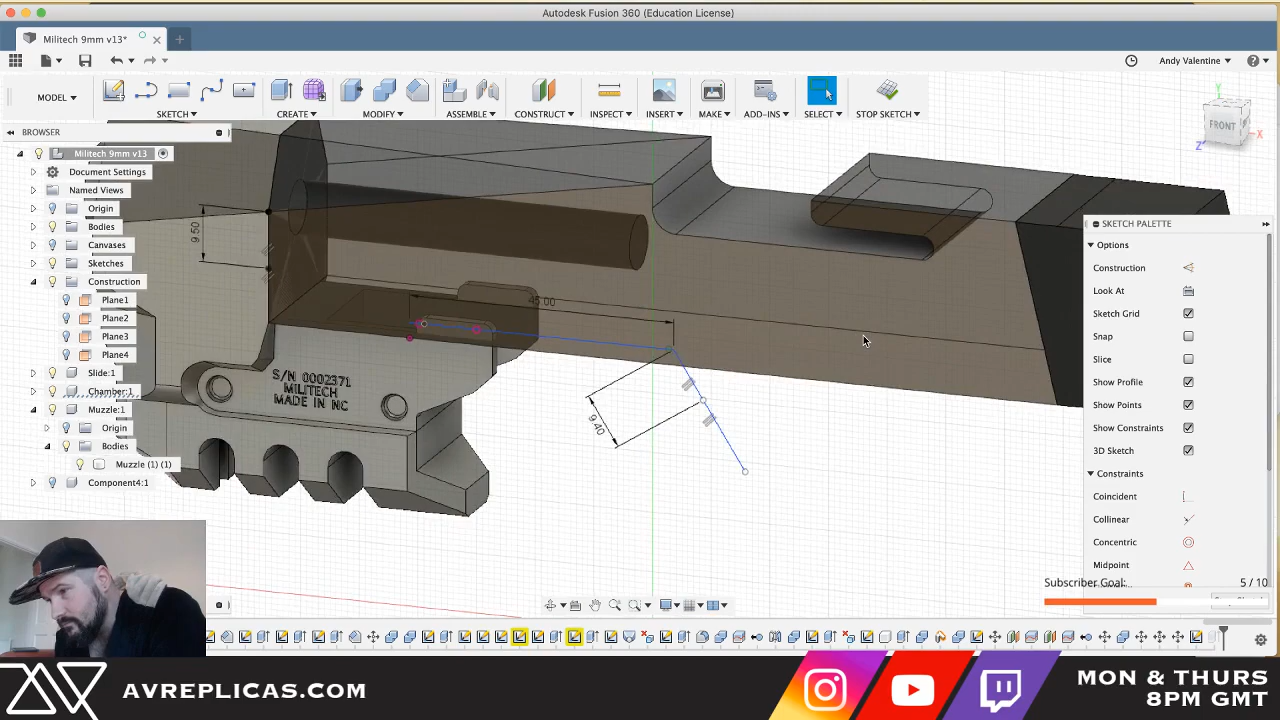 Autodesk Fusion 360 (Education License)
Militech 9mm v13*
Andy Valentine
MODEL
SKETCH
CREATE
MODIFY
ASSEMBLE
CONSTRUCT
INSPECT
INSERT
MAKE
ADD-INS
SELECT
STOP SKETCH
BROWSER
Militech 9mm v13
Document Settings
Named Views
Origin
Bodies
Canvases
Sketches
Construction
Plane1
Plane2
Plane3
Plane4
Slide:1
Chamber:1
Muzzle:1
Origin
Bodies
Muzzle (1) (1)
Component4:1
9.50
45.00
9.40
S/N 0002371
MILITECH
MADE IN NC
Y
FRONT
X
Z
SKETCH PALETTE
Options
Construction
Look At
Sketch Grid
Snap
Slice
Show Profile
Show Points
Show Constraints
3D Sketch
Constraints
Coincident
Collinear
Concentric
Midpoint
Subscriber Goal: 5 / 10
AVREPLICAS.COM
MON & THURS
8PM GMT